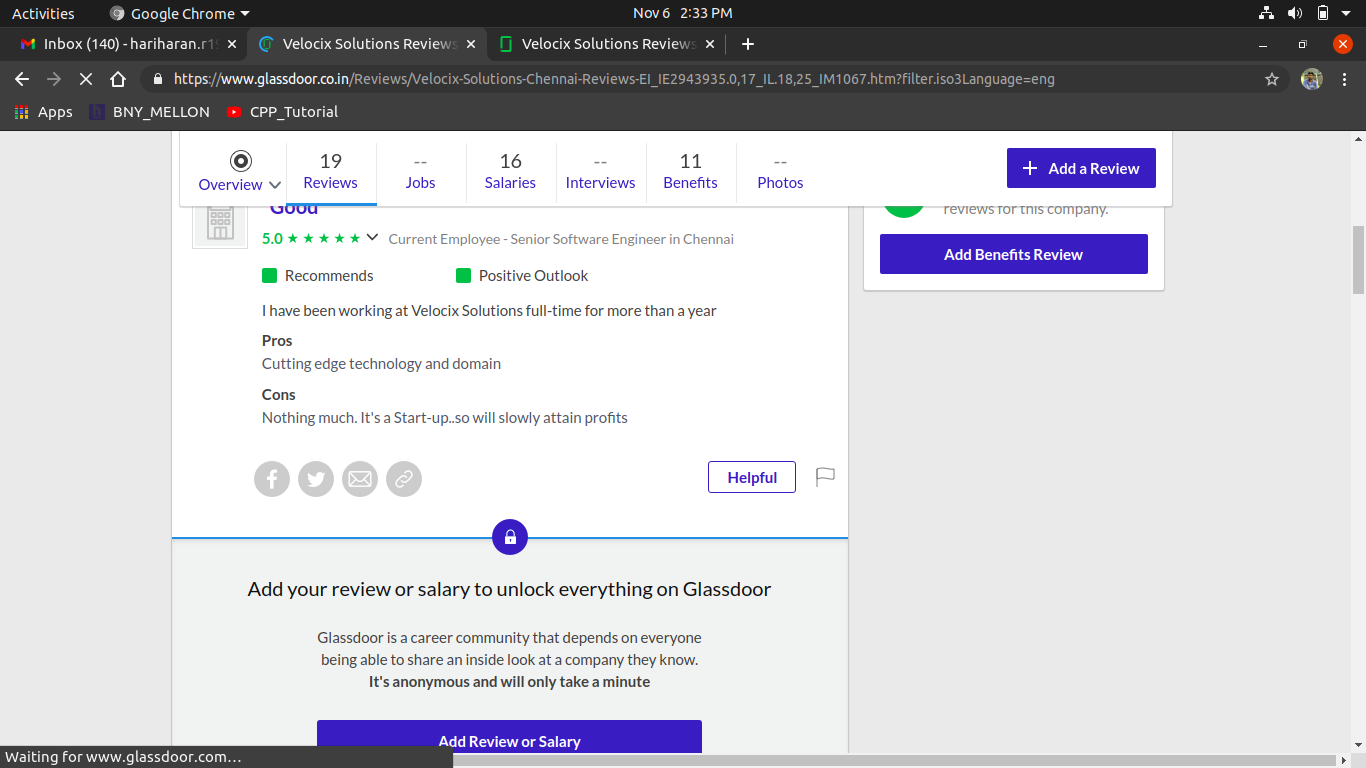 Activities
Google Chrome
Nov 6 2:33 PM
Inbox (140) - hariharan.r1
Velocix Solutions Reviews
Velocix Solutions Reviews
https://www.glassdoor.co.in/Reviews/Velocix-Solutions-Chennai-Reviews-EI_IE2943935.0,17_IL.18,25_IM1067.htm?filter.iso3Language=eng
Apps
BNY_MELLON
CPP_Tutorial
19 -- 16 -- 11 --
Overview Reviews Jobs Salaries Interviews Benefits Photos
+ Add a Review
Good
5.0 ★ ★ ★ ★ ★ Current Employee - Senior Software Engineer in Chennai
Recommends Positive Outlook
I have been working at Velocix Solutions full-time for more than a year
Pros
Cutting edge technology and domain
Cons
Nothing much. It's a Start-up..so will slowly attain profits
Helpful
reviews for this company.
Add Benefits Review
Add your review or salary to unlock everything on Glassdoor
Glassdoor is a career community that depends on everyone
being able to share an inside look at a company they know.
It's anonymous and will only take a minute
Add Review or Salary
Waiting for www.glassdoor.com…